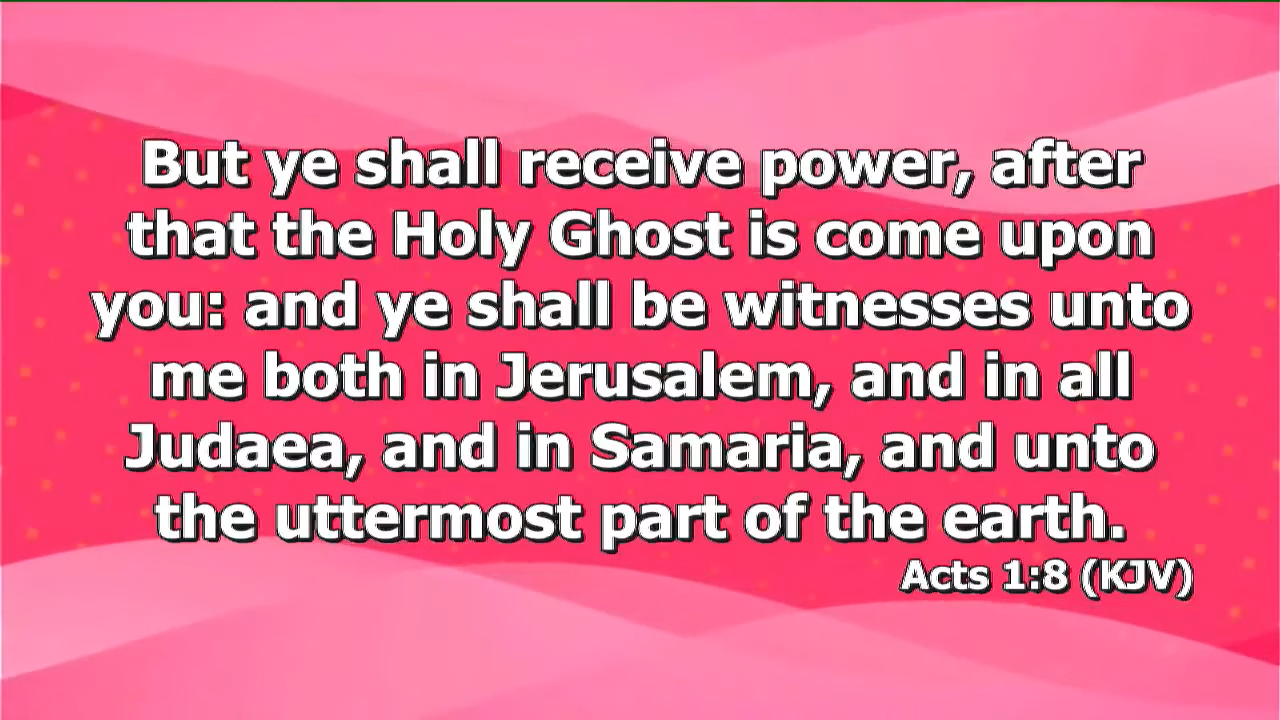 But ye shall receive power, after
that the Holy Ghost is come upon
you: and ye shall be witnesses unto
me both in Jerusalem, and in all
Judaea, and in Samaria, and unto
the uttermost part of the earth.
Acts 1:8 (KJV)